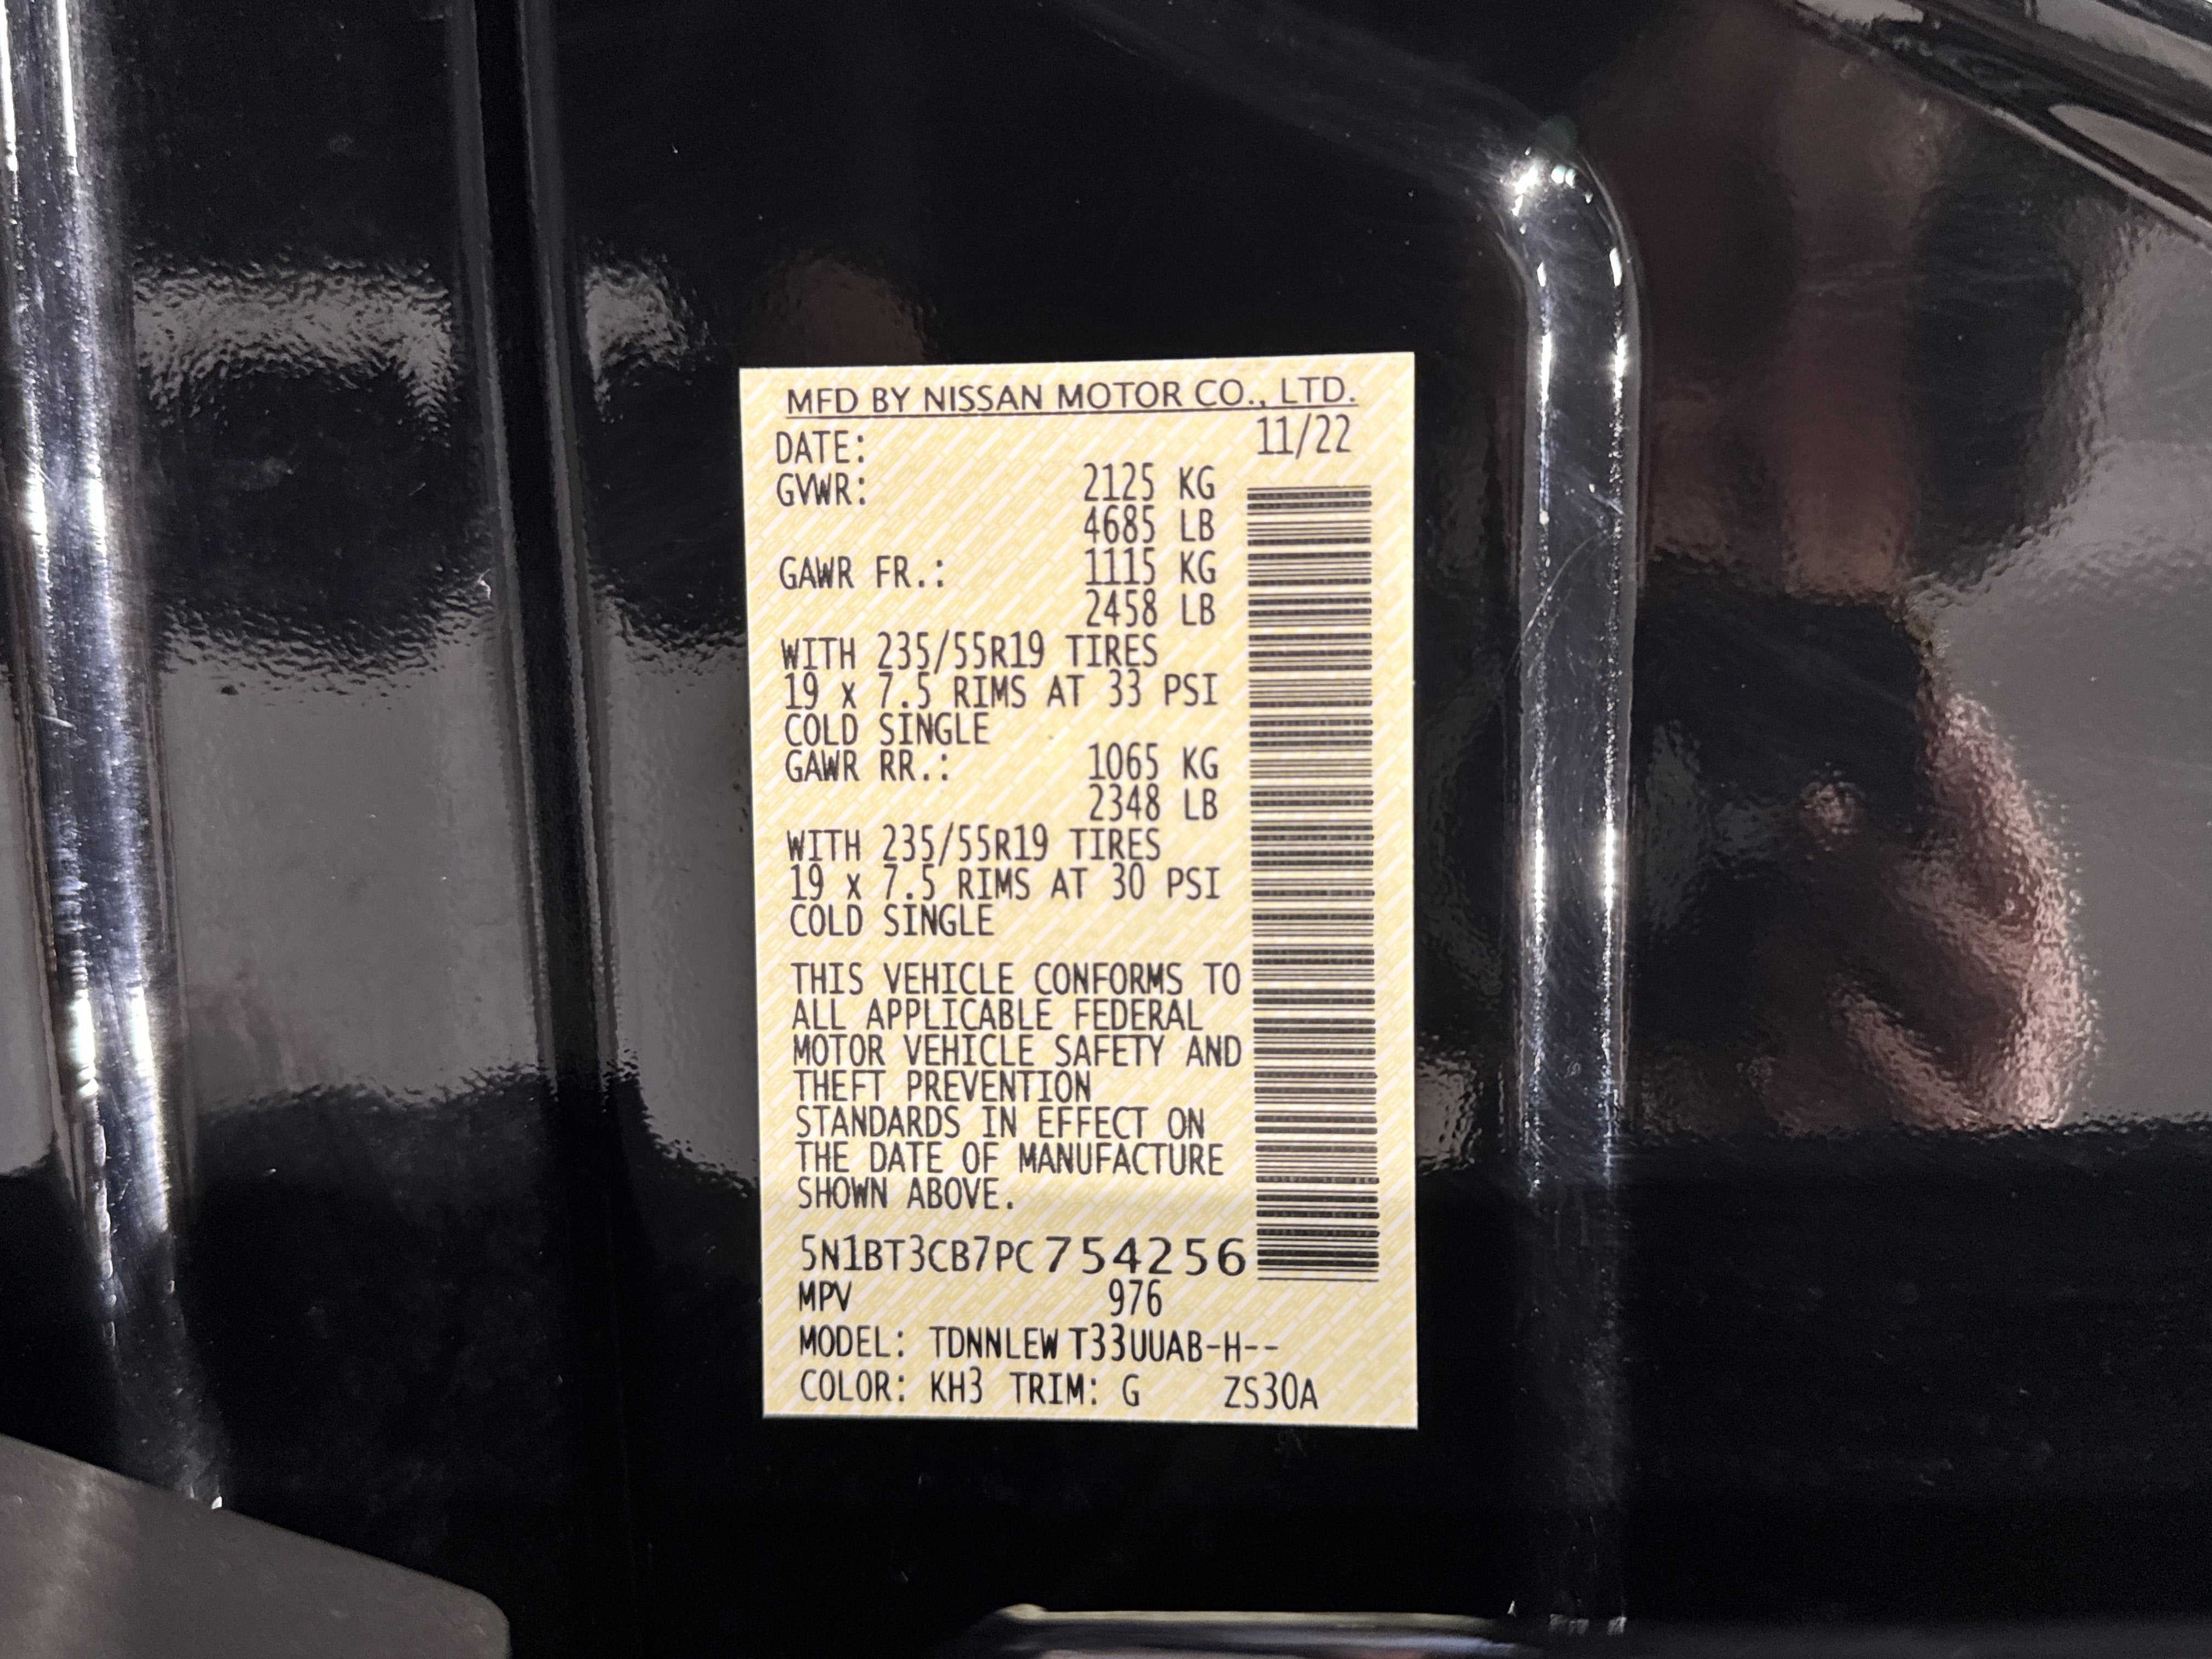 MFD BY NISSAN MOTOR CO., LTD.
DATE: 11/22
GVWR: 2125 KG
4685 LB
GAWR FR.: 1115 KG
2458 LB
WITH 235/55R19 TIRES
19 x 7.5 RIMS AT 33 PSI
COLD SINGLE
GAWR RR.: 1065 KG
2348 LB
WITH 235/55R19 TIRES
19 x 7.5 RIMS AT 30 PSI
COLD SINGLE
THIS VEHICLE CONFORMS TO
ALL APPLICABLE FEDERAL
MOTOR VEHICLE SAFETY AND
THEFT PREVENTION
STANDARDS IN EFFECT ON
THE DATE OF MANUFACTURE
SHOWN ABOVE.
5N1BT3CB7PC754256
MPV 976
MODEL: TDNNLEW T33UUAB-H--
COLOR: KH3 TRIM: G ZS30A